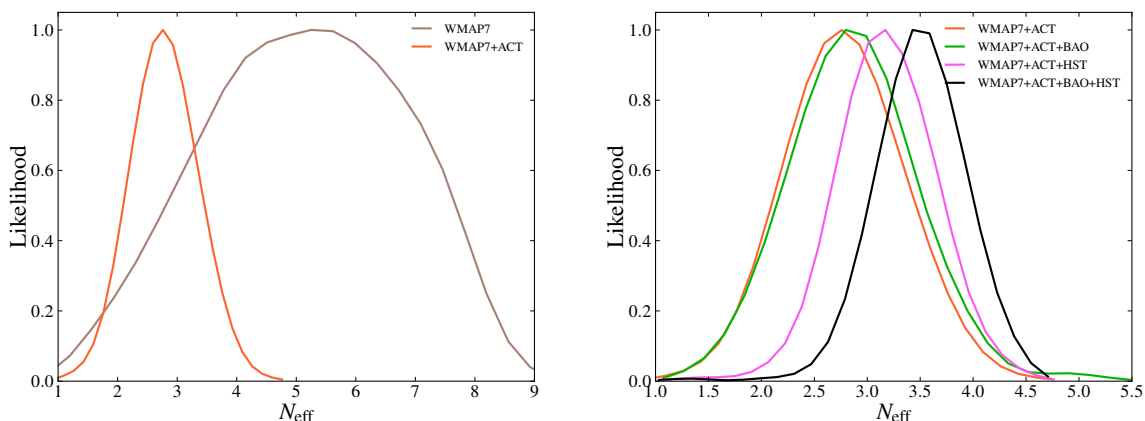 WMAP7
WMAP7+ACT
Likelihood
1.0
0.8
0.6
0.4
0.2
0.0
1 2 3 4 5 6 7 8 9
N_eff
WMAP7+ACT
WMAP7+ACT+BAO
WMAP7+ACT+HST
WMAP7+ACT+BAO+HST
Likelihood
1.0
0.8
0.6
0.4
0.2
0.0
1.0 1.5 2.0 2.5 3.0 3.5 4.0 4.5 5.0 5.5
N_eff